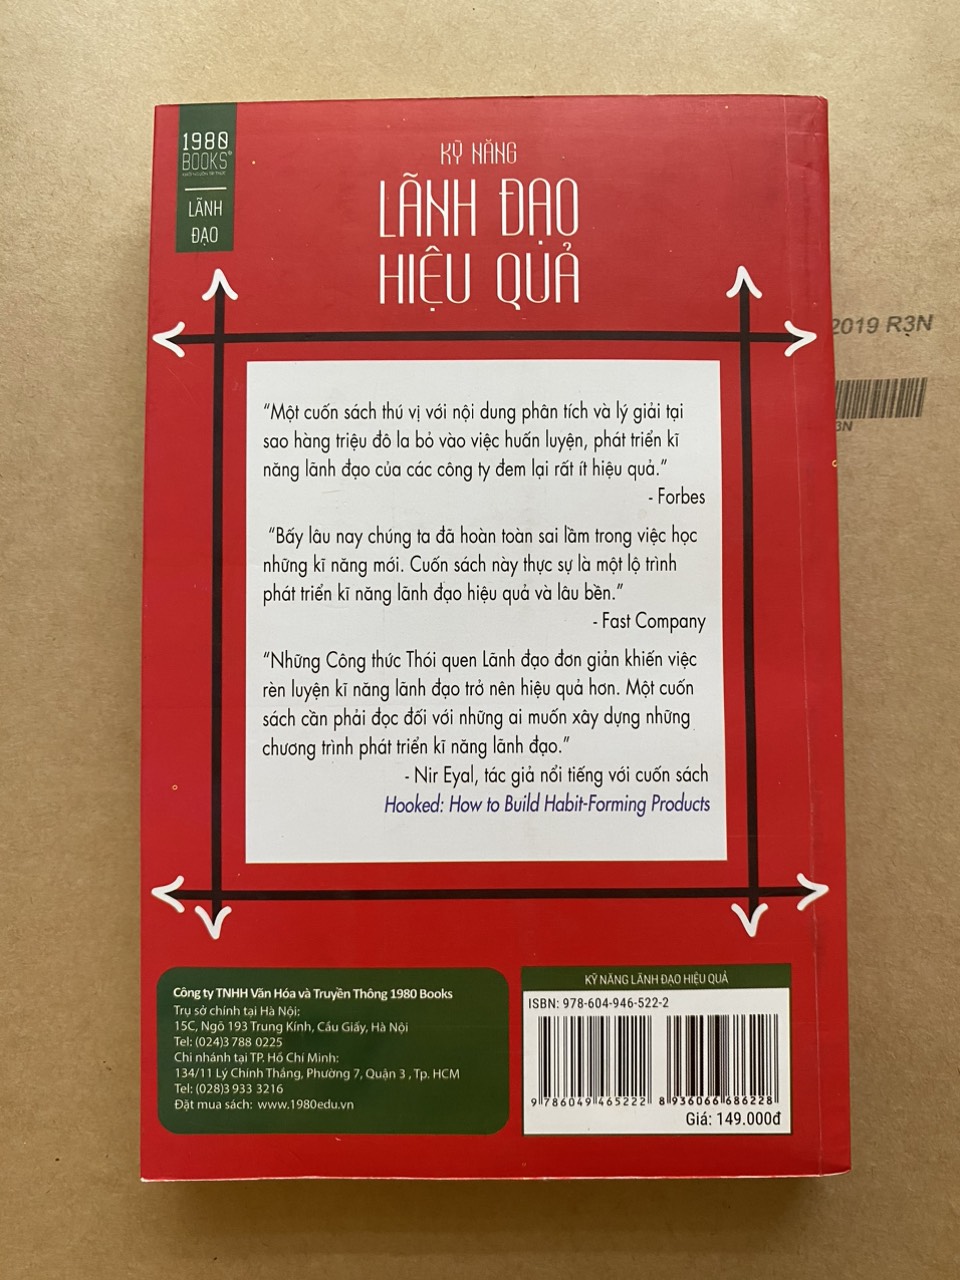 1980
BOOKS®
LÃNH
ĐẠO
KỸ NĂNG
LÃNH ĐẠO
HIỆU QUẢ
2019 R3N
3N
“Một cuốn sách thú vị với nội dung phân tích và lý giải tại
sao hàng triệu đô la bỏ vào việc huấn luyện, phát triển kĩ
năng lãnh đạo của các công ty đem lại rất ít hiệu quả.”
- Forbes
“Bấy lâu nay chúng ta đã hoàn toàn sai lầm trong việc học
những kĩ năng mới. Cuốn sách này thực sự là một lộ trình
phát triển kĩ năng lãnh đạo hiệu quả và lâu bền.”
- Fast Company
“Những Công thức Thói quen Lãnh đạo đơn giản khiến việc
rèn luyện kĩ năng lãnh đạo trở nên hiệu quả hơn. Một cuốn
sách cần phải đọc đối với những ai muốn xây dựng những
chương trình phát triển kĩ năng lãnh đạo.”
- Nir Eyal, tác giả nổi tiếng với cuốn sách
Hooked: How to Build Habit-Forming Products
Công ty TNHH Văn Hóa và Truyền Thông 1980 Books
Trụ sở chính tại Hà Nội:
15C, Ngõ 193 Trung Kính, Cầu Giấy, Hà Nội
Tel: (024)3 788 0225
Chi nhánh tại TP. Hồ Chí Minh:
134/11 Lý Chính Thắng, Phường 7, Quận 3 , Tp. HCM
Tel: (028)3 933 3216
Đặt mua sách: www.1980edu.vn
KỸ NĂNG LÃNH ĐẠO HIỆU QUẢ
ISBN: 978-604-946-522-2
9 786049 465222 8 936066 686228
Giá: 149.000đ